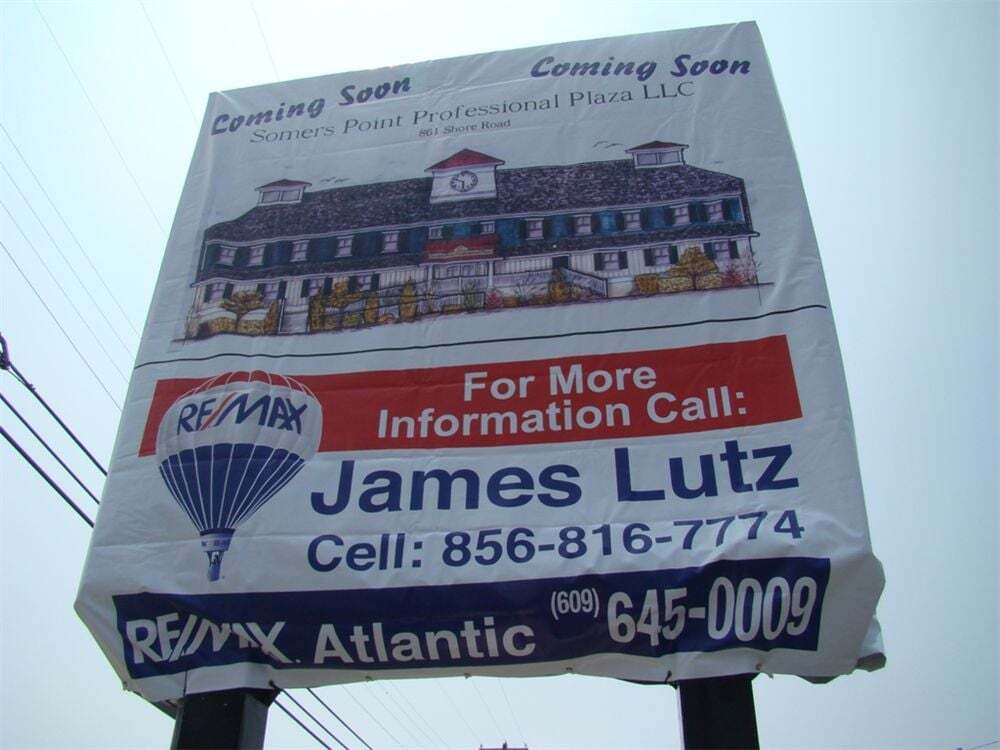 Coming Soon Coming Soon
Somers Point Professional Plaza LLC
861 Shore Road
For More
Information Call:
RE/MAX
James Lutz
Cell: 856-816-7774
RE/MAX Atlantic (609) 645-0009